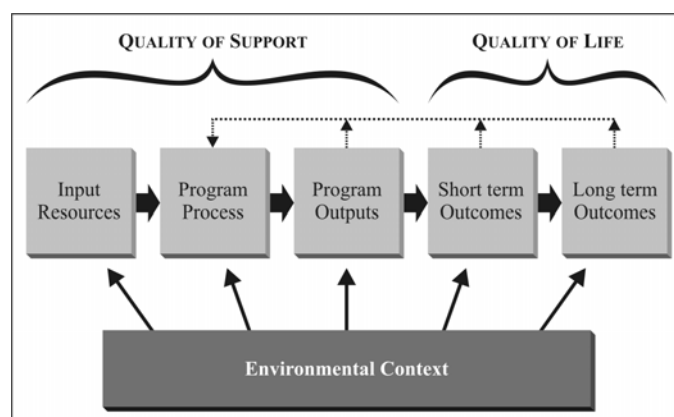 QUALITY OF SUPPORT
QUALITY OF LIFE
Input
Resources
Program
Process
Program
Outputs
Short term
Outcomes
Long term
Outcomes
Environmental Context